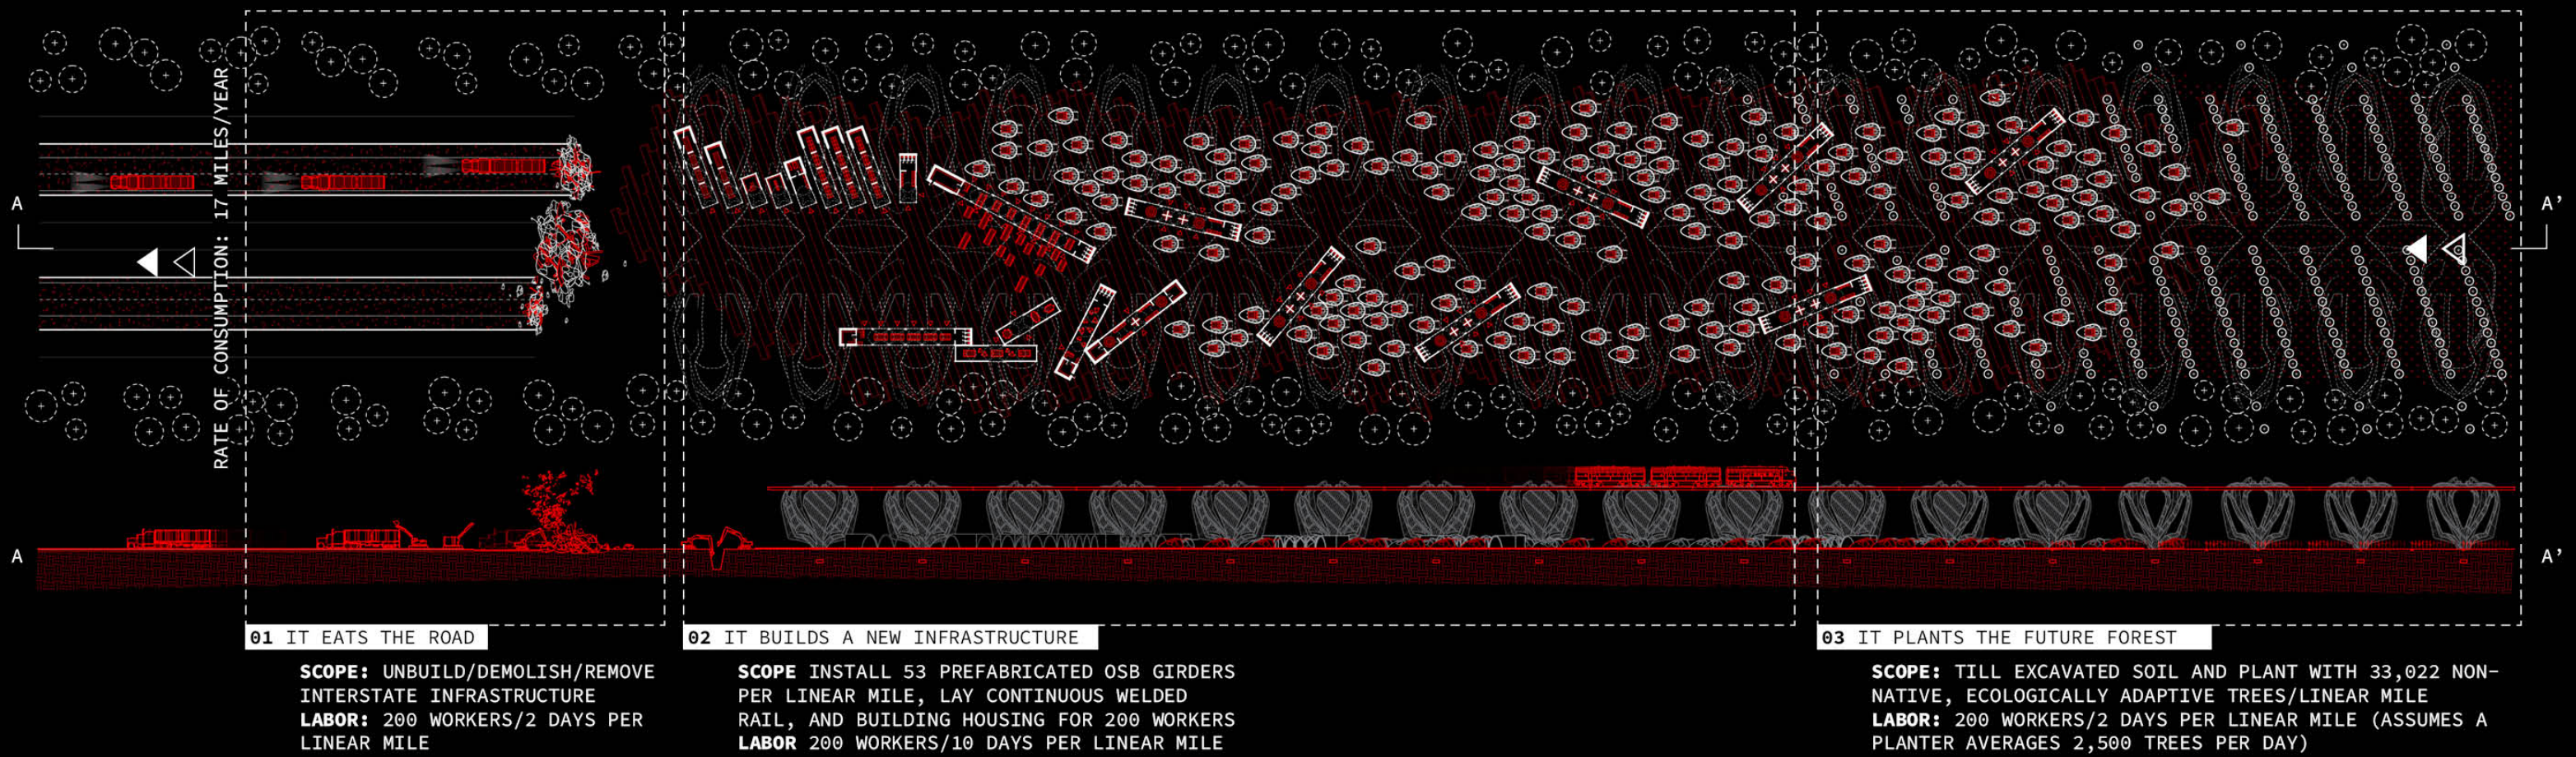 RATE OF CONSUMPTION: 17 MILES/YEAR
A
A'
A
A'
01 IT EATS THE ROAD
SCOPE: UNBUILD/DEMOLISH/REMOVE
INTERSTATE INFRASTRUCTURE
LABOR: 200 WORKERS/2 DAYS PER
LINEAR MILE
02 IT BUILDS A NEW INFRASTRUCTURE
SCOPE INSTALL 53 PREFABRICATED OSB GIRDERS
PER LINEAR MILE, LAY CONTINUOUS WELDED
RAIL, AND BUILDING HOUSING FOR 200 WORKERS
LABOR 200 WORKERS/10 DAYS PER LINEAR MILE
03 IT PLANTS THE FUTURE FOREST
SCOPE: TILL EXCAVATED SOIL AND PLANT WITH 33,022 NON-
NATIVE, ECOLOGICALLY ADAPTIVE TREES/LINEAR MILE
LABOR: 200 WORKERS/2 DAYS PER LINEAR MILE (ASSUMES A
PLANTER AVERAGES 2,500 TREES PER DAY)